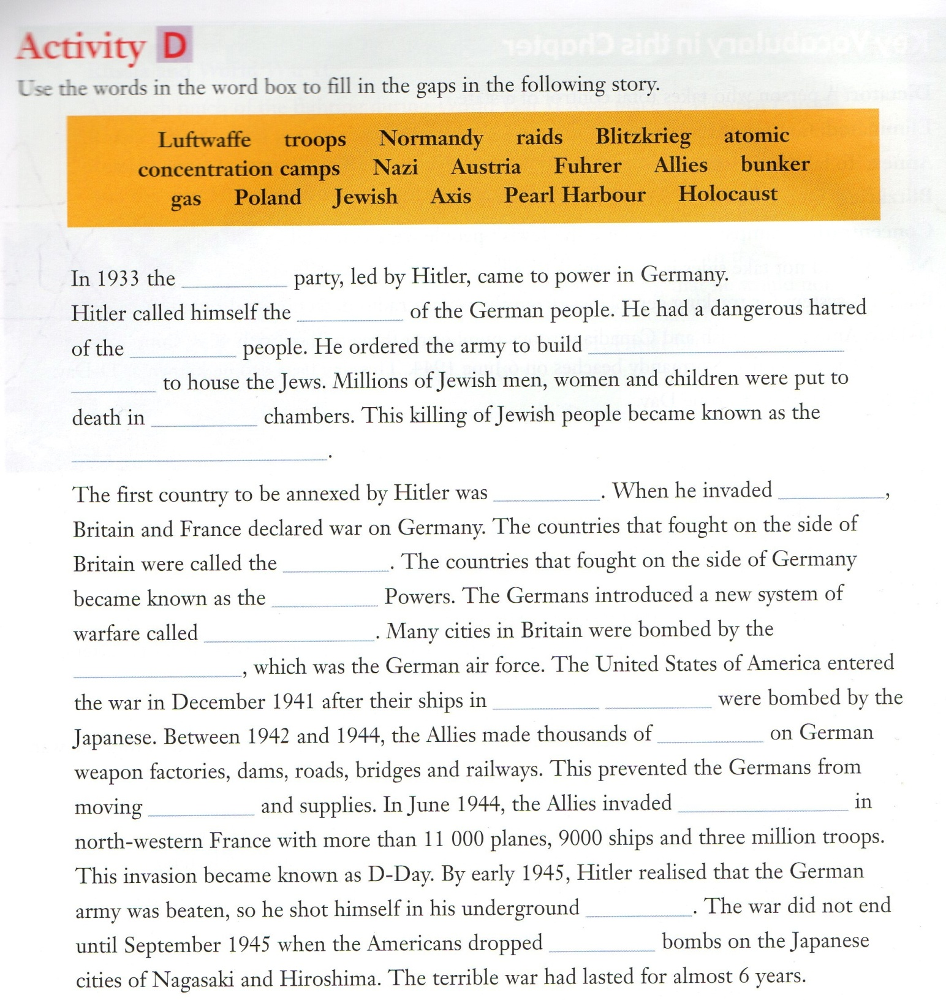 Activity D
Use the words in the word box to fill in the gaps in the following story.
Luftwaffe troops Normandy raids Blitzkrieg atomic
concentration camps Nazi Austria Fuhrer Allies bunker
gas Poland Jewish Axis Pearl Harbour Holocaust
In 1933 the ________ party, led by Hitler, came to power in Germany.
Hitler called himself the ________ of the German people. He had a dangerous hatred
of the ________ people. He ordered the army to build ________________
________ to house the Jews. Millions of Jewish men, women and children were put to
death in ________ chambers. This killing of Jewish people became known as the
________________.
The first country to be annexed by Hitler was ________. When he invaded ________,
Britain and France declared war on Germany. The countries that fought on the side of
Britain were called the ________. The countries that fought on the side of Germany
became known as the ________ Powers. The Germans introduced a new system of
warfare called ____________. Many cities in Britain were bombed by the
____________, which was the German air force. The United States of America entered
the war in December 1941 after their ships in ________ ________ were bombed by the
Japanese. Between 1942 and 1944, the Allies made thousands of ________ on German
weapon factories, dams, roads, bridges and railways. This prevented the Germans from
moving ________ and supplies. In June 1944, the Allies invaded ____________ in
north-western France with more than 11 000 planes, 9000 ships and three million troops.
This invasion became known as D-Day. By early 1945, Hitler realised that the German
army was beaten, so he shot himself in his underground ________. The war did not end
until September 1945 when the Americans dropped ________ bombs on the Japanese
cities of Nagasaki and Hiroshima. The terrible war had lasted for almost 6 years.